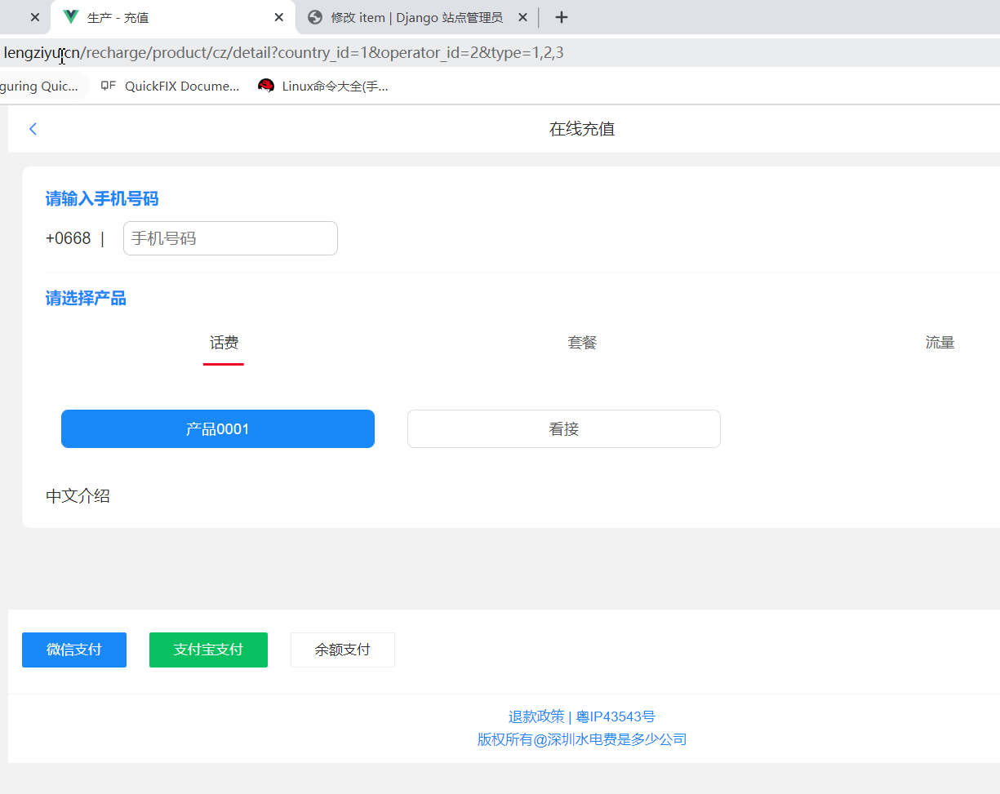 生产 - 充值
修改 item | Django 站点管理员
lengziyu.cn/recharge/product/cz/detail?country_id=1&operator_id=2&type=1,2,3
guring Quic... QF QuickFIX Docume... Linux命令大全(手...
在线充值
请输入手机号码
+0668 | 手机号码
请选择产品
话费 套餐 流量
产品0001 看接
中文介绍
微信支付 支付宝支付 余额支付
退款政策 | 粵IP43543号
版权所有@深圳水电费是多少公司